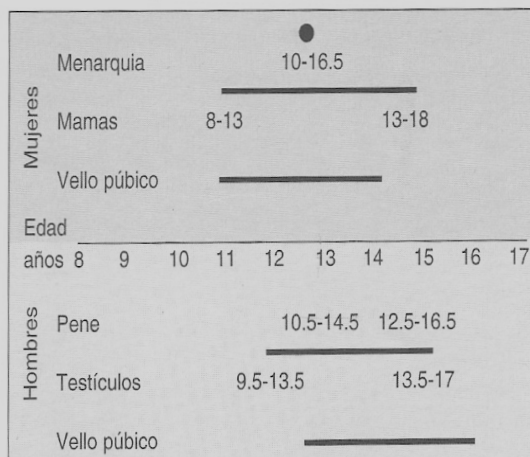 Mujeres
Menarquia 10-16.5
Mamas 8-13 13-18
Vello púbico
Edad
años 8 9 10 11 12 13 14 15 16 17
Hombres
Pene 10.5-14.5 12.5-16.5
Testículos 9.5-13.5 13.5-17
Vello púbico